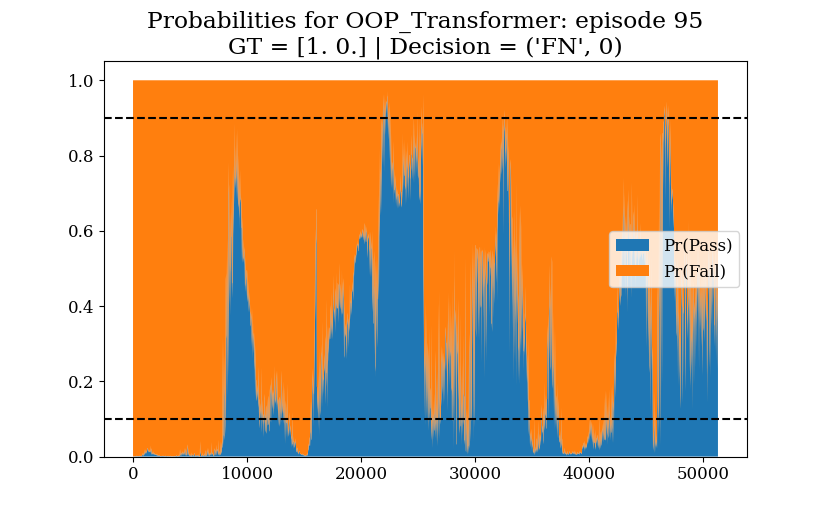 Probabilities for OOP_Transformer: episode 95
GT = [1. 0.] | Decision = ('FN', 0)
1.0
0.8
0.6
0.4
0.2
0.0
Pr(Pass)
Pr(Fail)
0 10000 20000 30000 40000 50000